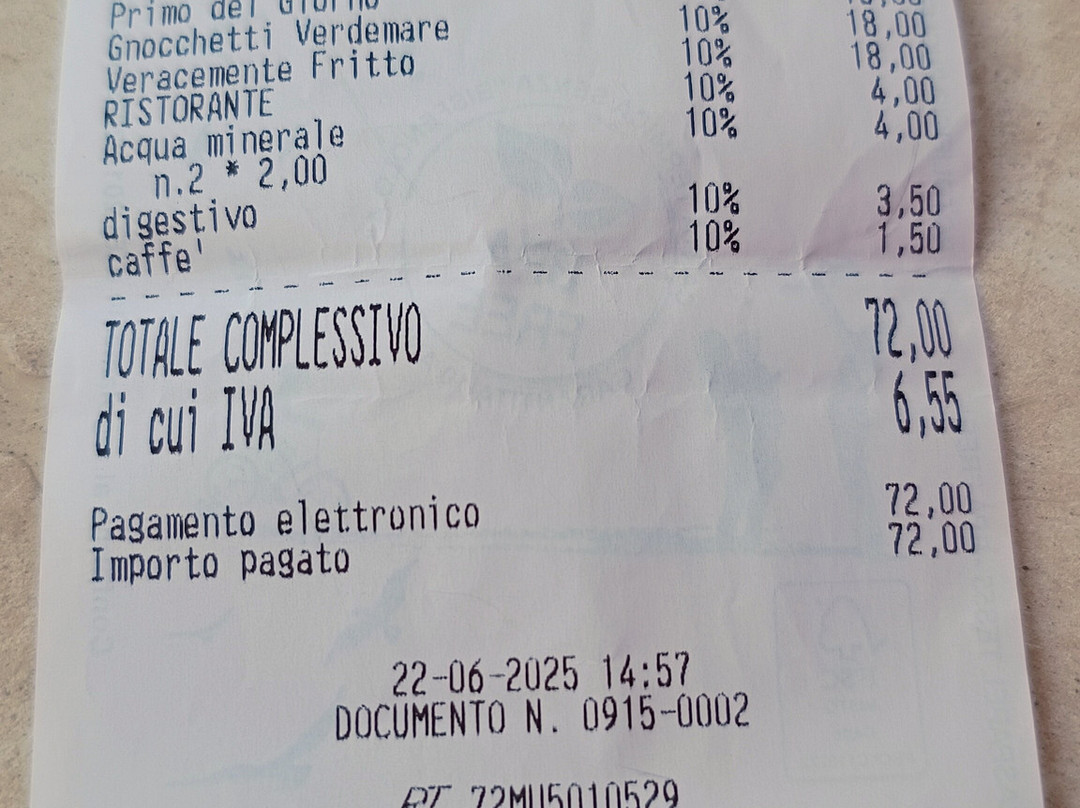 Primo del Giorno
Gnocchetti Verdemare 10% 18,00
Veracemente Fritto 10% 18,00
RISTORANTE 10% 4,00
Acqua minerale 10% 4,00
n.2 * 2,00
digestivo 10% 3,50
caffe' 10% 1,50
TOTALE COMPLESSIVO 72,00
di cui IVA 6,55
Pagamento elettronico 72,00
Importo pagato 72,00
22-06-2025 14:57
DOCUMENTO N. 0915-0002
RT 72MU5010529